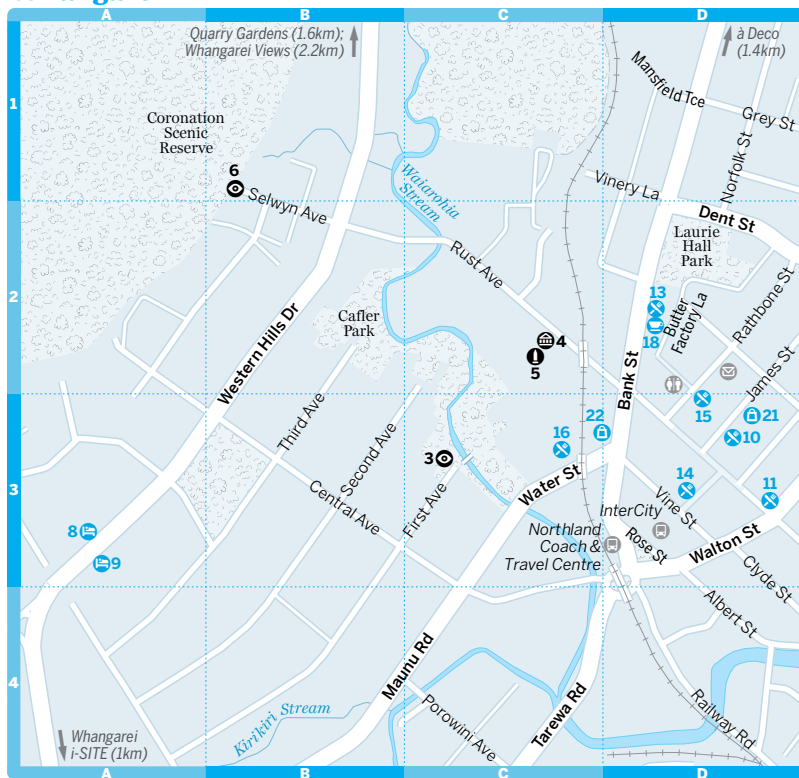 A
B
C
D
Quarry Gardens (1.6km);
Whangarei Views (2.2km)
à Deco
(1.4km)
1
Mansfield Tce
Grey St
Norfolk St
Coronation
Scenic
Reserve
6
Selwyn Ave
Waiarohia
Stream
Vinery La
Dent St
Laurie
Hall
Park
Rust Ave
2
13
18
Butter
Factory La
Rathbone St
James St
Cafler
Park
4
5
Western Hills Dr
Bank St
Third Ave
Second Ave
First Ave
Central Ave
15
21
10
22
16
3
3
Water St
14
11
Vine St
InterCity
Northland
Coach &
Travel Centre
Rose St
Walton St
Clyde St
Albert St
8
9
4
Maunu Rd
Kirikiri Stream
Porowini Ave
Tarewa Rd
Railway Rd
Whangarei
i-SITE (1km)
A
B
C
D